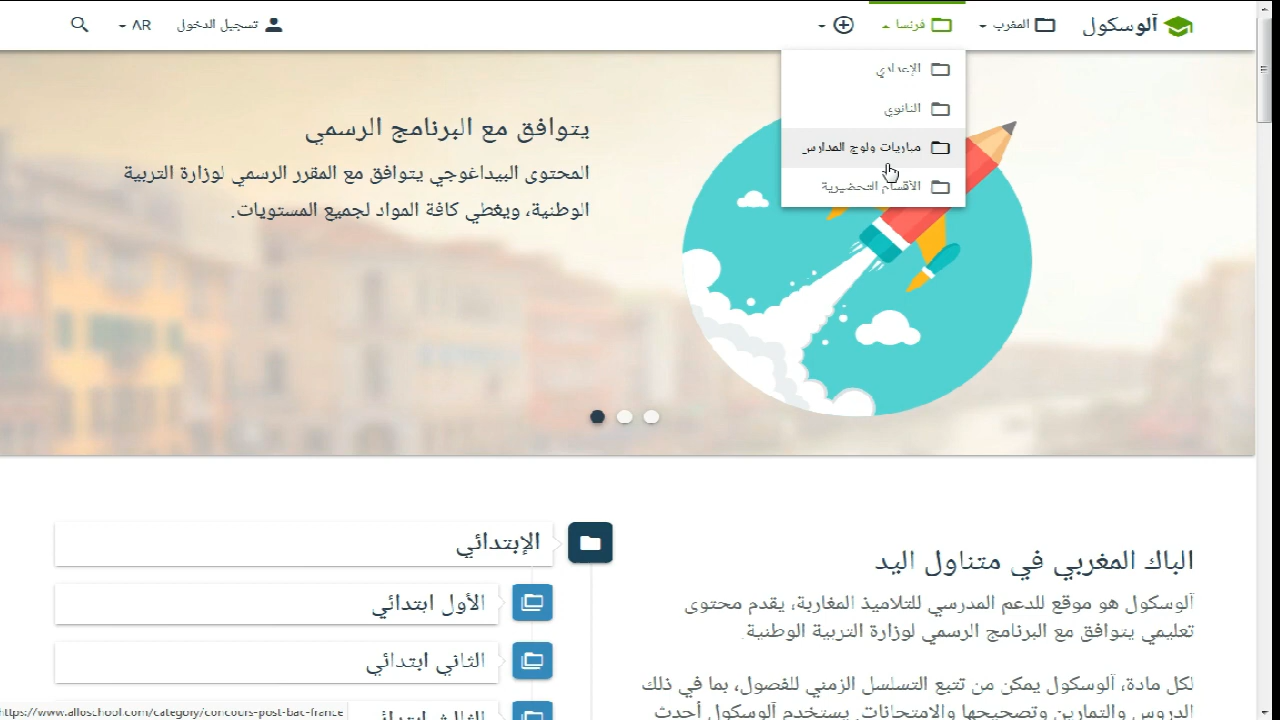 آلوسكول
المغرب
فرنسا
تسجيل الدخول
AR
الإعدادي
الثانوي
مباريات ولوج المدارس
الأقسام التحضيرية
يتوافق مع البرنامج الرسمي
المحتوى البيداغوجي يتوافق مع المقرر الرسمي لوزارة التربية
الوطنية، ويغطي كافة المواد لجميع المستويات.
الباك المغربي في متناول اليد
آلوسكول هو موقع للدعم المدرسي للتلاميذ المغاربة، يقدم محتوى
تعليمي يتوافق مع البرنامج الرسمي لوزارة التربية الوطنية.
لكل مادة، آلوسكول يمكن من تتبع التسلسل الزمني للفصول، بما في ذلك
الدروس والتمارين وتصحيحها والامتحانات. يستخدم آلوسكول أحدث
الإبتدائي
الأول ابتدائي
الثاني ابتدائي
الثالث ابتدائي
https://www.alloschool.com/category/concours-post-bac-france